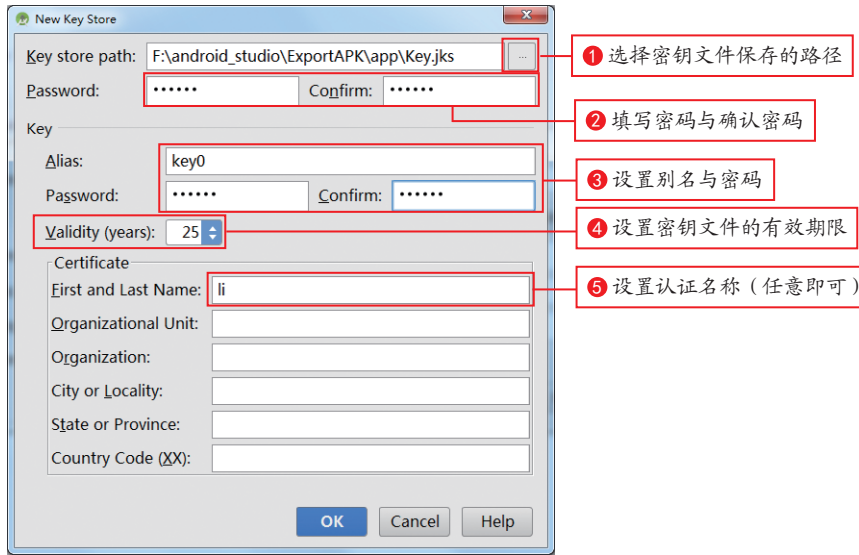 New Key Store
Key store path: F:\android_studio\ExportAPK\app\Key.jks ...
❶ 选择密钥文件保存的路径
Password: •••••• Confirm: ••••••
❷ 填写密码与确认密码
Key
Alias: key0
Password: •••••• Confirm: ••••••
❸ 设置别名与密码
Validity (years): 25
❹ 设置密钥文件的有效期限
Certificate
First and Last Name: li
❺ 设置认证名称（任意即可）
Organizational Unit:
Organization:
City or Locality:
State or Province:
Country Code (XX):
OK Cancel Help